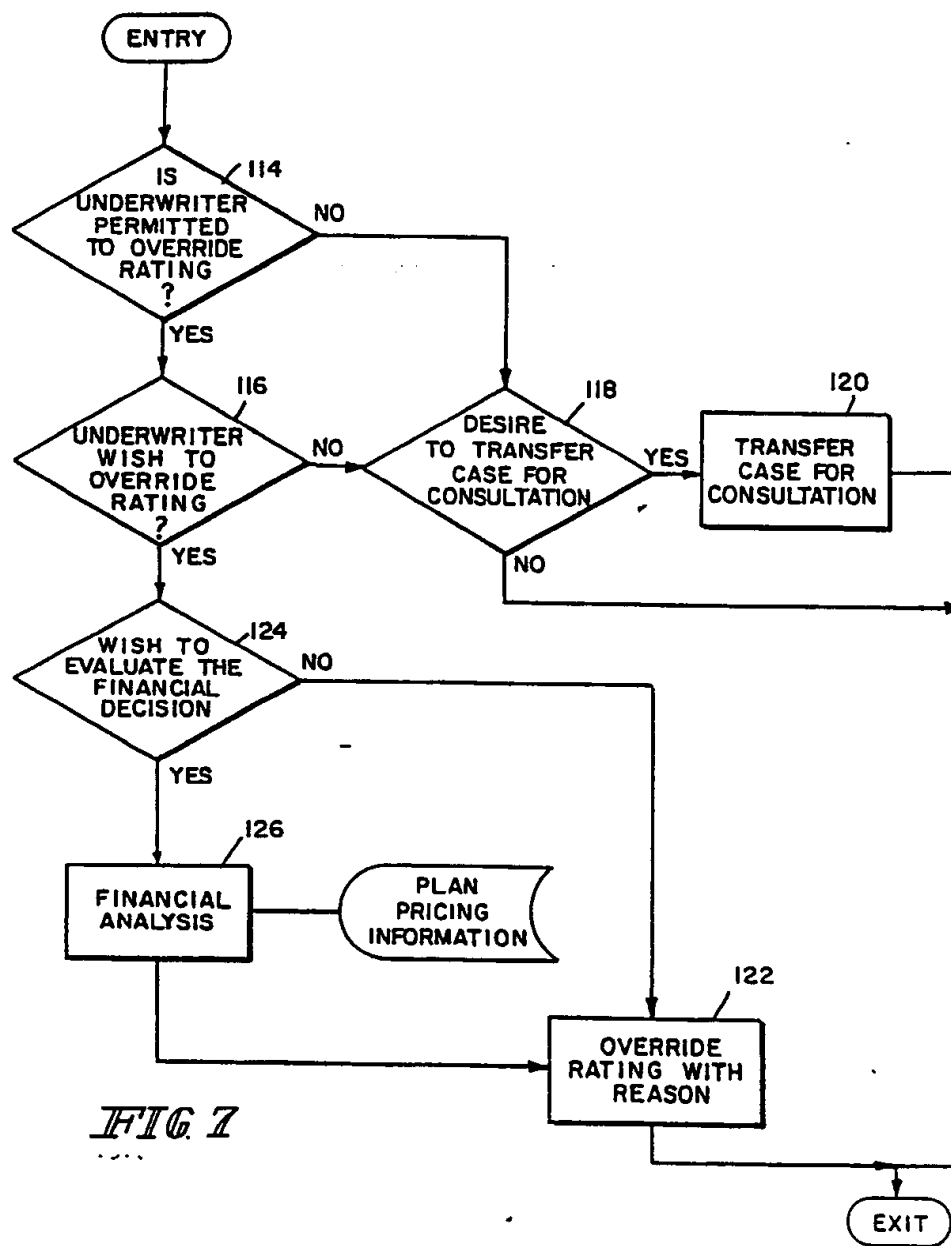 ENTRY
114
IS
UNDERWRITER
PERMITTED
TO OVERRIDE
RATING
?
NO
YES
116
UNDERWRITER
WISH TO
OVERRIDE
RATING
?
NO
YES
118
DESIRE
TO TRANSFER
CASE FOR
CONSULTATION
YES
NO
120
TRANSFER
CASE FOR
CONSULTATION
124
WISH TO
EVALUATE THE
FINANCIAL
DECISION
NO
YES
126
FINANCIAL
ANALYSIS
PLAN
PRICING
INFORMATION
122
OVERRIDE
RATING WITH
REASON
FIG. 7
EXIT